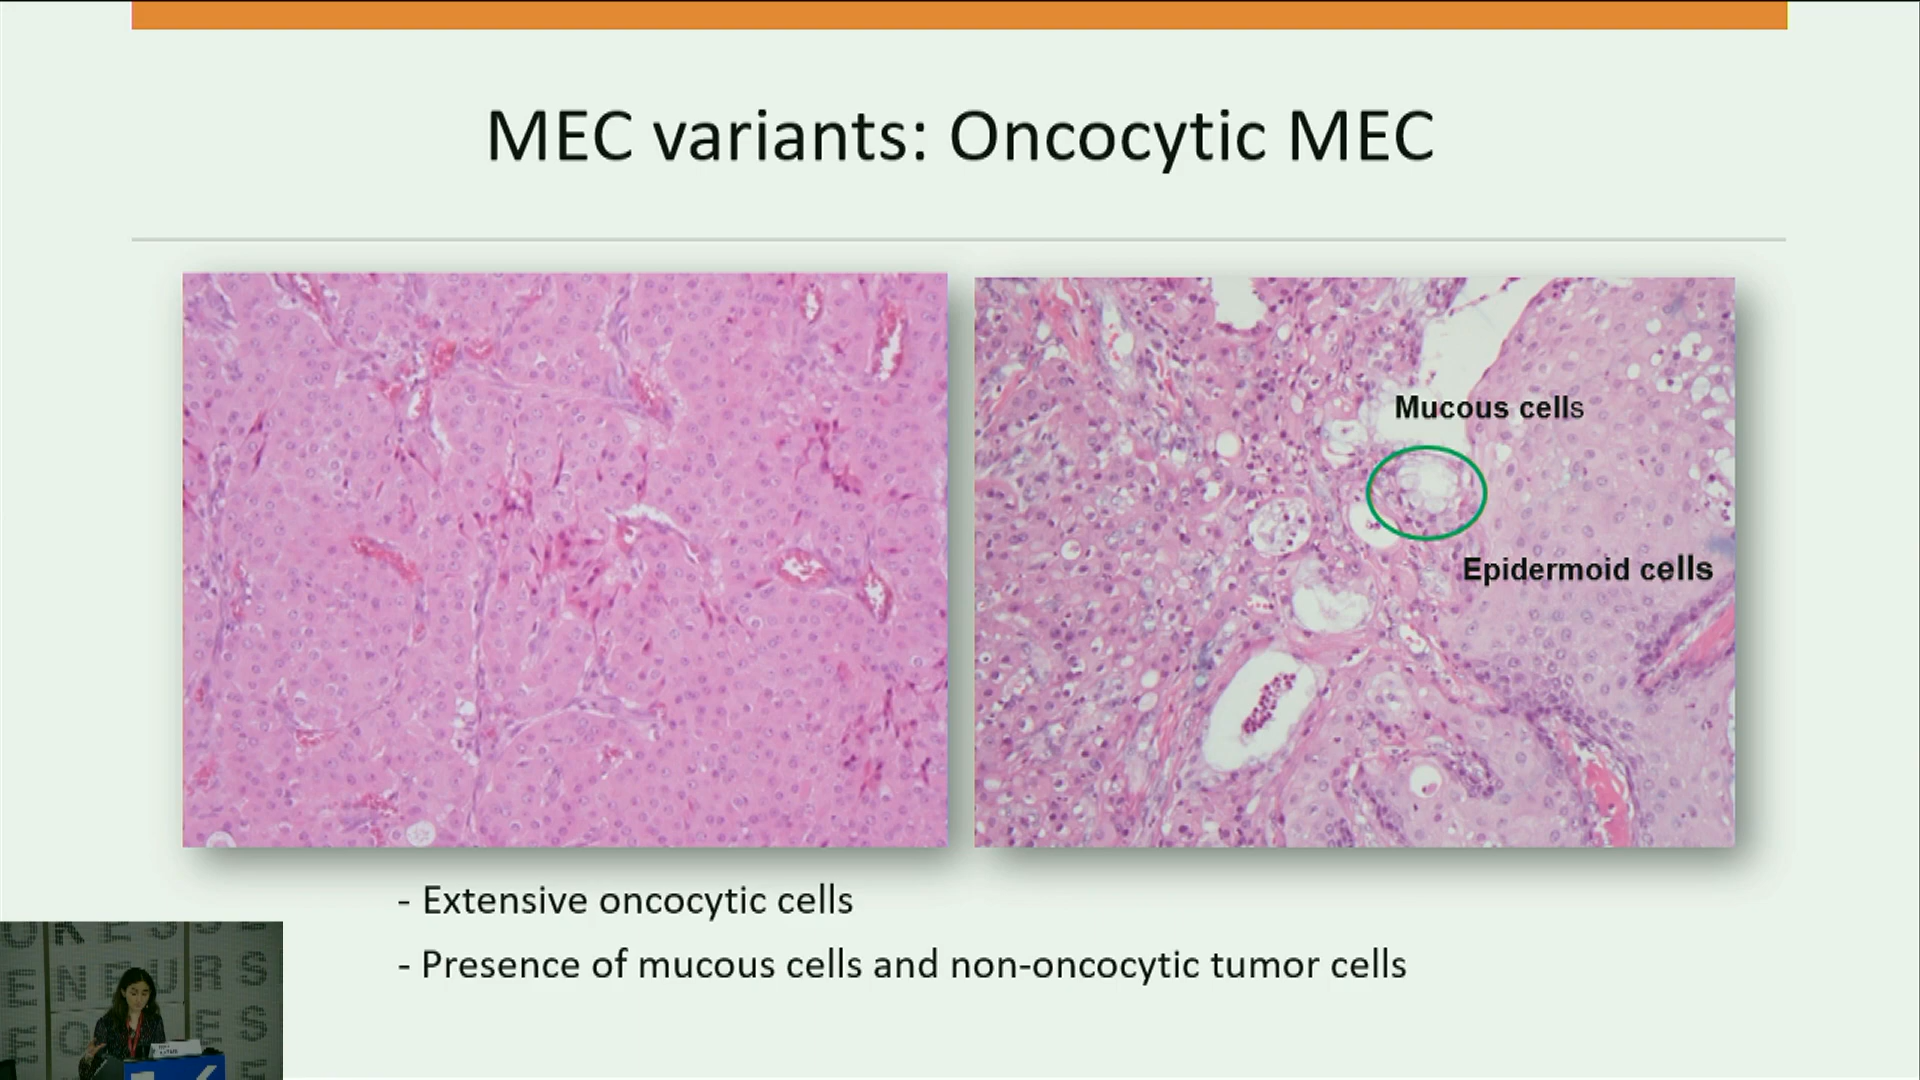 MEC variants: Oncocytic MEC
Mucous cells
Epidermoid cells
- Extensive oncocytic cells
- Presence of mucous cells and non-oncocytic tumor cells